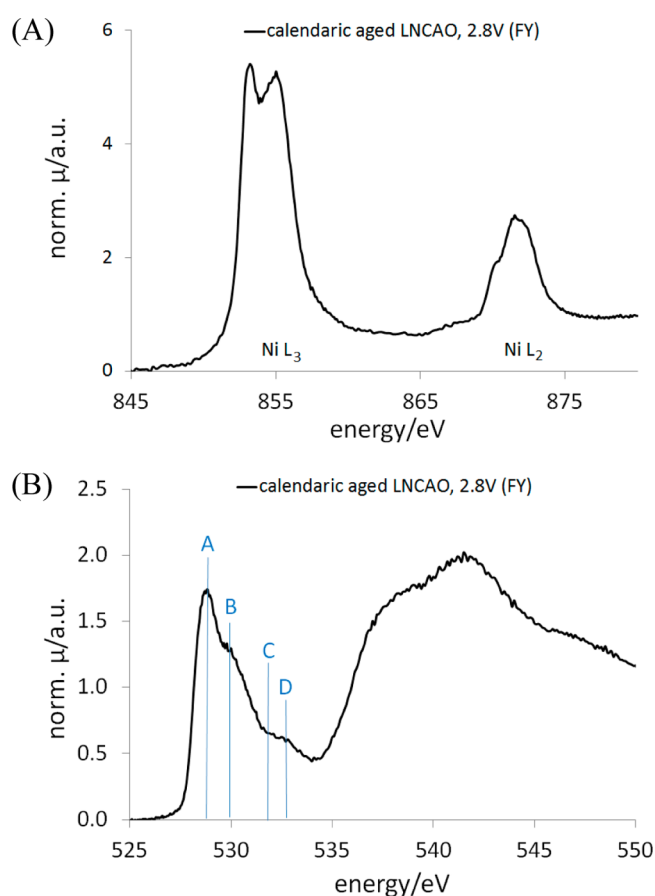 (A)
calendaric aged LNCAO, 2.8V (FY)
norm. μ/a.u.
6
4
2
0
Ni L₃
Ni L₂
845
855
865
875
energy/eV
(B)
calendaric aged LNCAO, 2.8V (FY)
norm. μ/a.u.
2.5
2.0
1.5
1.0
0.5
0.0
A
B
C
D
525
530
535
540
545
550
energy/eV